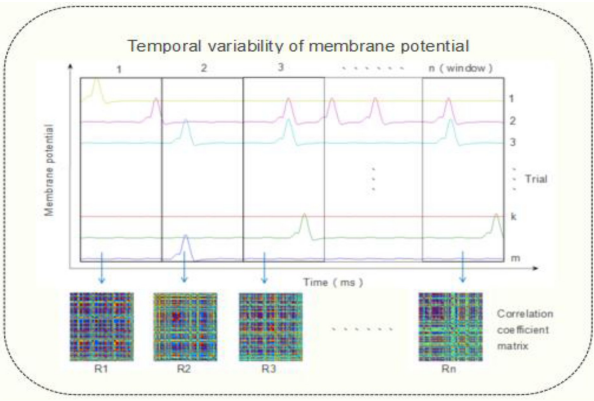 Temporal variability of membrane potential
1 2 3 n ( window )
1
2
3
Trial
k
m
Membrane potential
Time ( ms )
Correlation
coefficient
matrix
R1 R2 R3 Rn